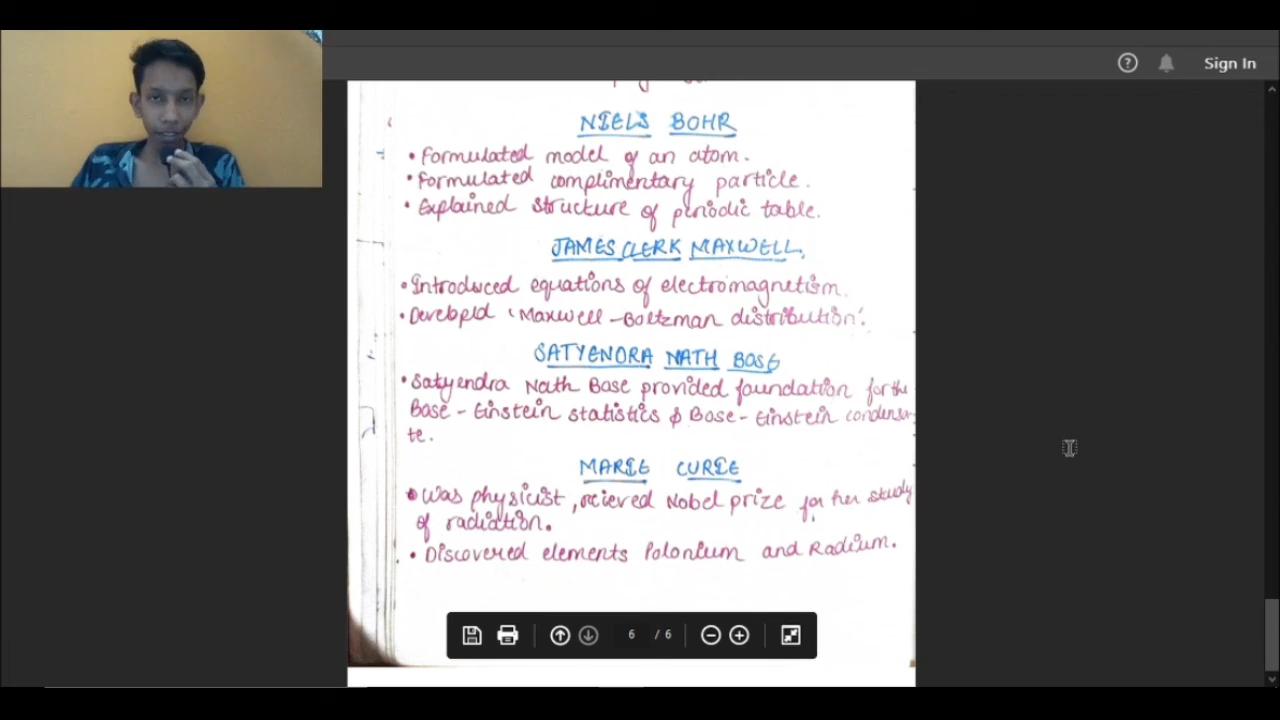 Sign In
NIELS BOHR
• Formulated model of an atom.
• Formulated complimentary particle.
• Explained structure of periodic table.
JAMES CLERK MAXWELL
• Introduced equations of electromagnetism.
• Developed 'Maxwell - Boltzman distribution'.
SATYENDRA NATH BOSE
• Satyendra Nath Base provided foundation for the
Base - Einstein statistics & Base - Einstein condensa-
te.
MARIE CURIE
• Was physicist, recieved Nobel prize for her study
of radiation.
• Discovered elements Polonium and Radium.
6 / 6